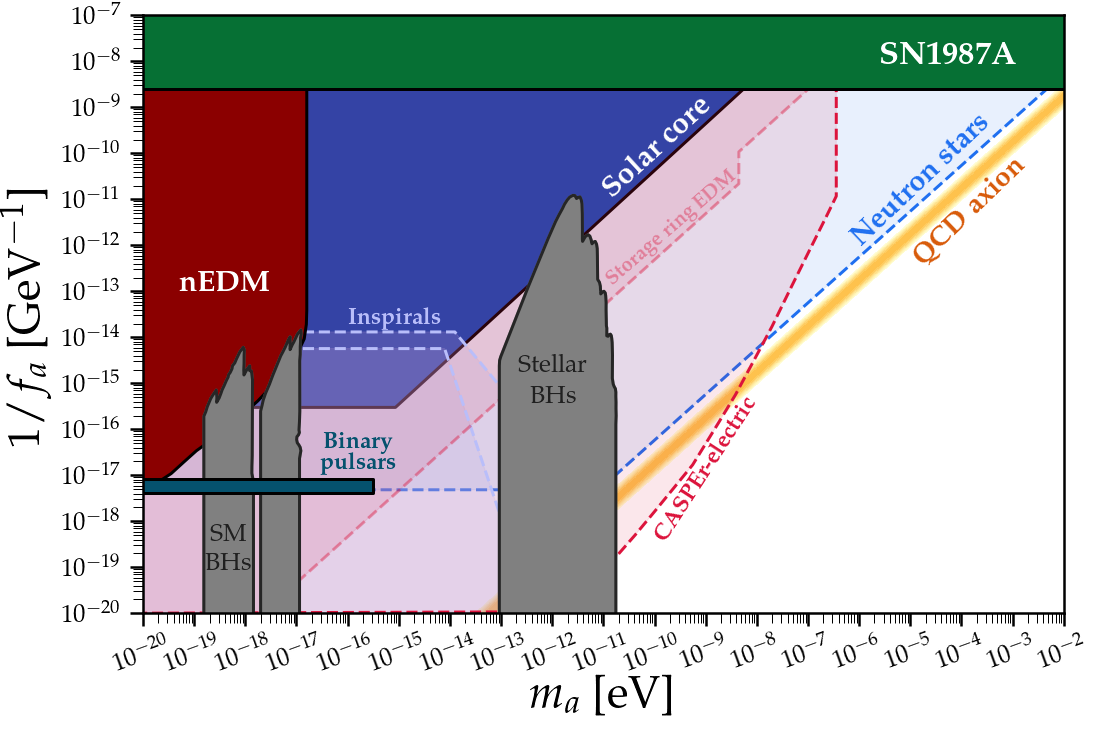 10⁻⁷
10⁻⁸
10⁻⁹
10⁻¹⁰
10⁻¹¹
10⁻¹²
10⁻¹³
10⁻¹⁴
10⁻¹⁵
10⁻¹⁶
10⁻¹⁷
10⁻¹⁸
10⁻¹⁹
10⁻²⁰
1/fₐ [GeV⁻¹]
SN1987A
Solar core
nEDM
Storage ring EDM
Neutron stars
QCD axion
Inspirals
Stellar
BHs
Binary
pulsars
CASPEr-electric
SM
BHs
10⁻²⁰ 10⁻¹⁹ 10⁻¹⁸ 10⁻¹⁷ 10⁻¹⁶ 10⁻¹⁵ 10⁻¹⁴ 10⁻¹³ 10⁻¹² 10⁻¹¹ 10⁻¹⁰ 10⁻⁹ 10⁻⁸ 10⁻⁷ 10⁻⁶ 10⁻⁵ 10⁻⁴ 10⁻³ 10⁻²
mₐ [eV]